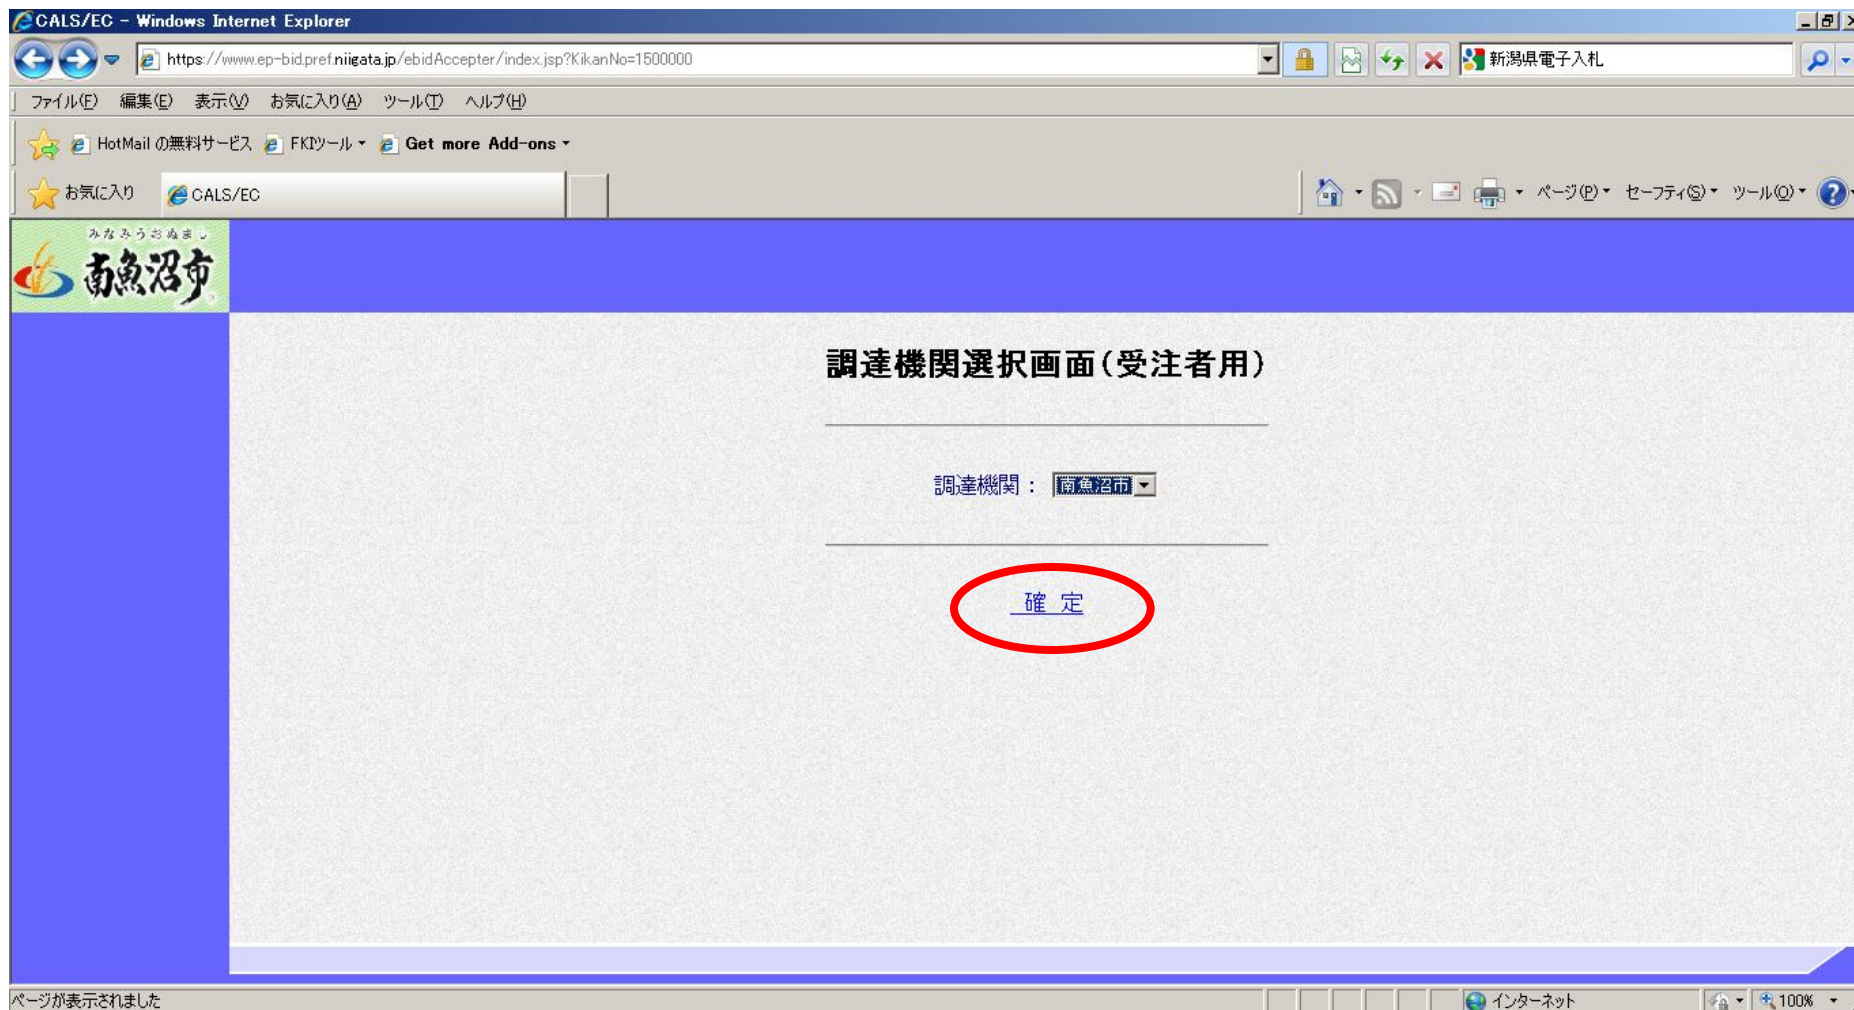 CALS/EC - Windows Internet Explorer
https://www.ep-bid.pref.niigata.jp/ebidAccepter/index.jsp?KikanNo=1500000
新潟県電子入札
ファイル(F) 編集(E) 表示(V) お気に入り(A) ツール(T) ヘルプ(H)
HotMail の無料サービス FKIツール Get more Add-ons
お気に入り CALS/EC ページ(P) セーフティ(S) ツール(O)
みなみうおぬまし
南魚沼市
調達機関選択画面(受注者用)
調達機関： 南魚沼市
確 定
ページが表示されました インターネット 100%